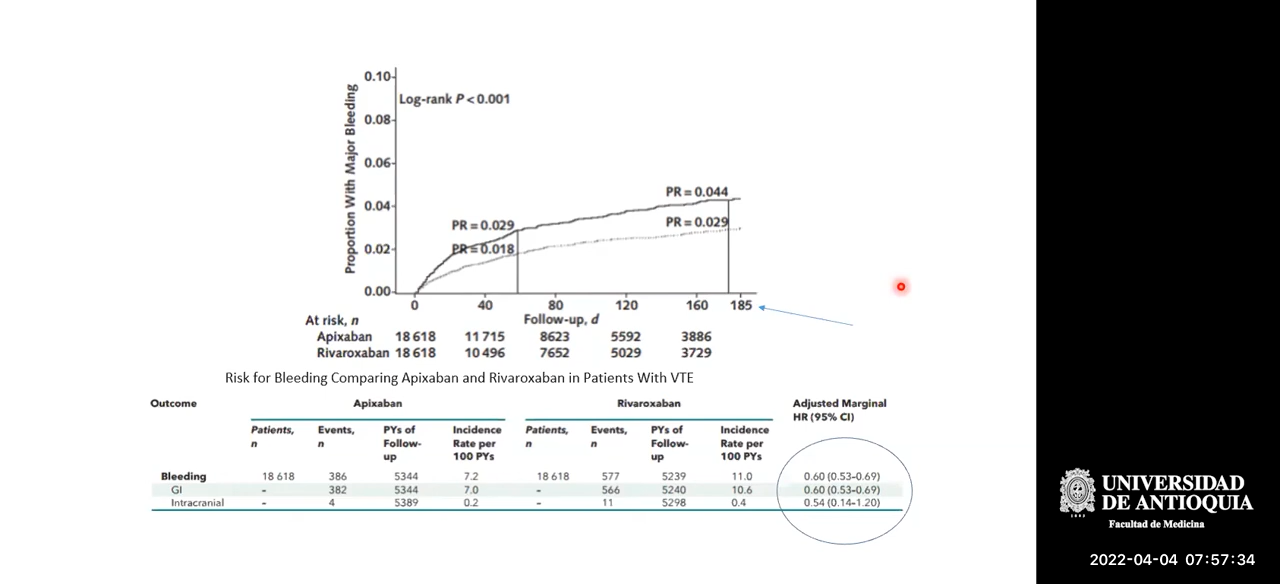 0.10
Log-rank P < 0.001
0.08
0.06
0.04
0.02
0.00
Proportion With Major Bleeding
PR = 0.044
PR = 0.029
PR = 0.029
PR = 0.018
0 40 80 120 160 185
At risk, n Follow-up, d
Apixaban 18 618 11 715 8623 5592 3886
Rivaroxaban 18 618 10 496 7652 5029 3729
Risk for Bleeding Comparing Apixaban and Rivaroxaban in Patients With VTE
Outcome Apixaban Rivaroxaban Adjusted Marginal
HR (95% CI)
Patients, Events, PYs of Incidence Patients, Events, PYs of Incidence
n n Follow- Rate per n n Follow- Rate per
up 100 PYs up 100 PYs
Bleeding 18 618 386 5344 7.2 18 618 577 5239 11.0 0.60 (0.53–0.69)
GI - 382 5344 7.0 - 566 5240 10.6 0.60 (0.53–0.69)
Intracranial - 4 5389 0.2 - 11 5298 0.4 0.54 (0.14–1.20)
UNIVERSIDAD
DE ANTIOQUIA
1803
Facultad de Medicina
2022-04-04 07:57:34